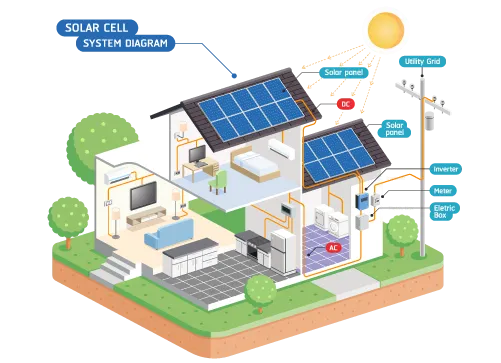 SOLAR CELL
SYSTEM DIAGRAM
Utility Grid
Solar panel
DC
Solar
panel
Inverter
Meter
Eletric
Box
AC